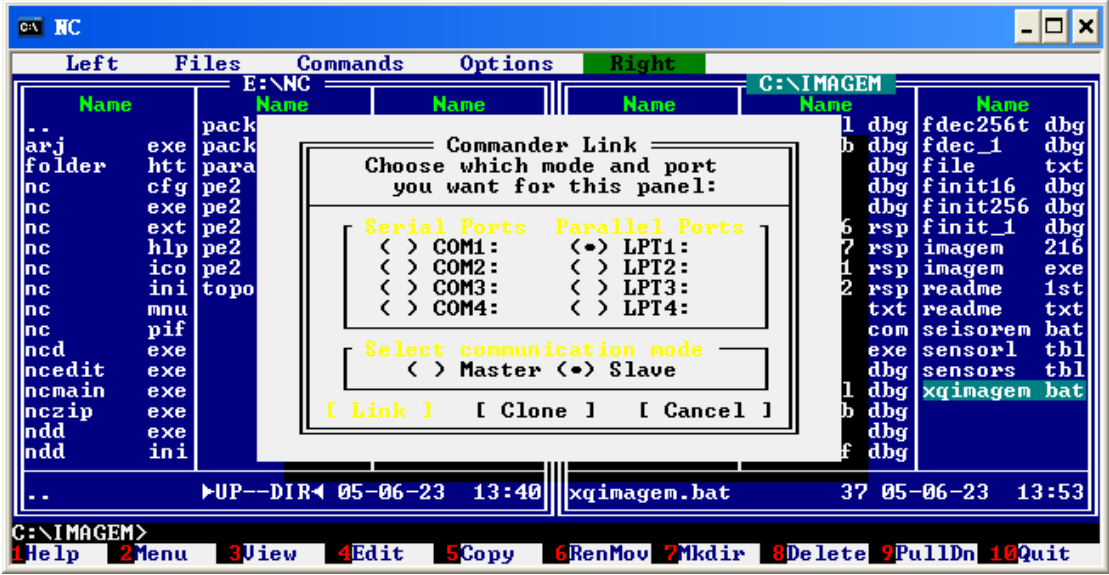 NC
Left Files Commands Options Right
E:\NC C:\IMAGEM
Name Name Name Name Name Name
.. pack l dbg fdec256t dbg
arj exe pack b dbg fdec_1 dbg
folder htt para dbg file txt
nc cfg pe2 dbg finit16 dbg
nc exe pe2 dbg finit256 dbg
nc ext pe2 6 rsp finit_1 dbg
nc hlp pe2 7 rsp imagem 216
nc ico pe2 1 rsp imagem exe
nc ini topo 2 rsp readme 1st
nc mnu txt readme txt
nc pif com seisorem bat
ncd exe exe sensorl tbl
ncedit exe dbg sensors tbl
ncmain exe l dbg xqimagem bat
nczip exe b dbg
ndd exe dbg
ndd ini f dbg
Commander Link
Choose which mode and port
you want for this panel:
Serial Ports Parallel Ports
( ) COM1: (•) LPT1:
( ) COM2: ( ) LPT2:
( ) COM3: ( ) LPT3:
( ) COM4: ( ) LPT4:
Select communication mode
( ) Master (•) Slave
[ Link ] [ Clone ] [ Cancel ]
.. ►UP--DIR◄ 05-06-23 13:40 xqimagem.bat 37 05-06-23 13:53
C:\IMAGEM>
1Help 2Menu 3View 4Edit 5Copy 6RenMov 7Mkdir 8Delete 9PullDn 10Quit